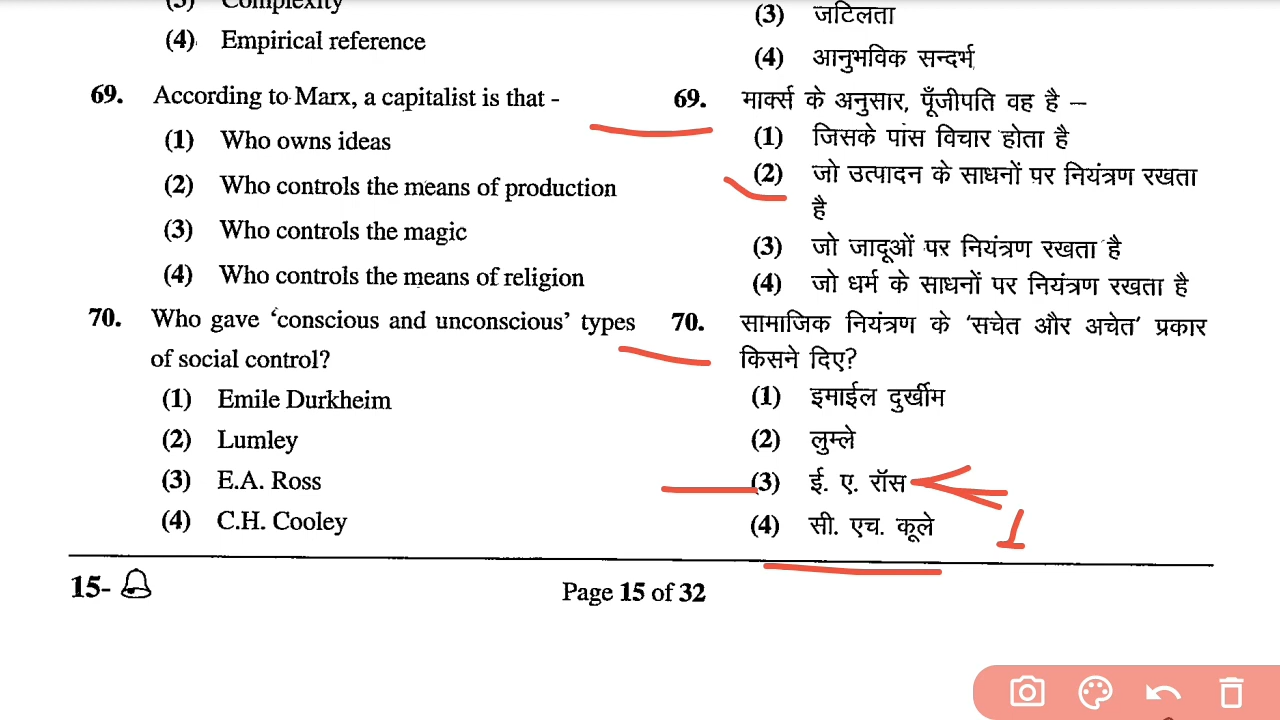 (3) Complexity
(4) Empirical reference
69. According to Marx, a capitalist is that -
(1) Who owns ideas
(2) Who controls the means of production
(3) Who controls the magic
(4) Who controls the means of religion
70. Who gave ‘conscious and unconscious’ types
of social control?
(1) Emile Durkheim
(2) Lumley
(3) E.A. Ross
(4) C.H. Cooley
(3) जटिलता
(4) आनुभविक सन्दर्भ
69. मार्क्स के अनुसार, पूँजीपति वह है –
(1) जिसके पास विचार होता है
(2) जो उत्पादन के साधनों पर नियंत्रण रखता
है
(3) जो जादूओं पर नियंत्रण रखता है
(4) जो धर्म के साधनों पर नियंत्रण रखता है
70. सामाजिक नियंत्रण के ‘सचेत और अचेत’ प्रकार
किसने दिए?
(1) इमाईल दुर्खीम
(2) लुम्ले
(3) ई. ए. रॉस
(4) सी. एच. कूले
15-
Page 15 of 32